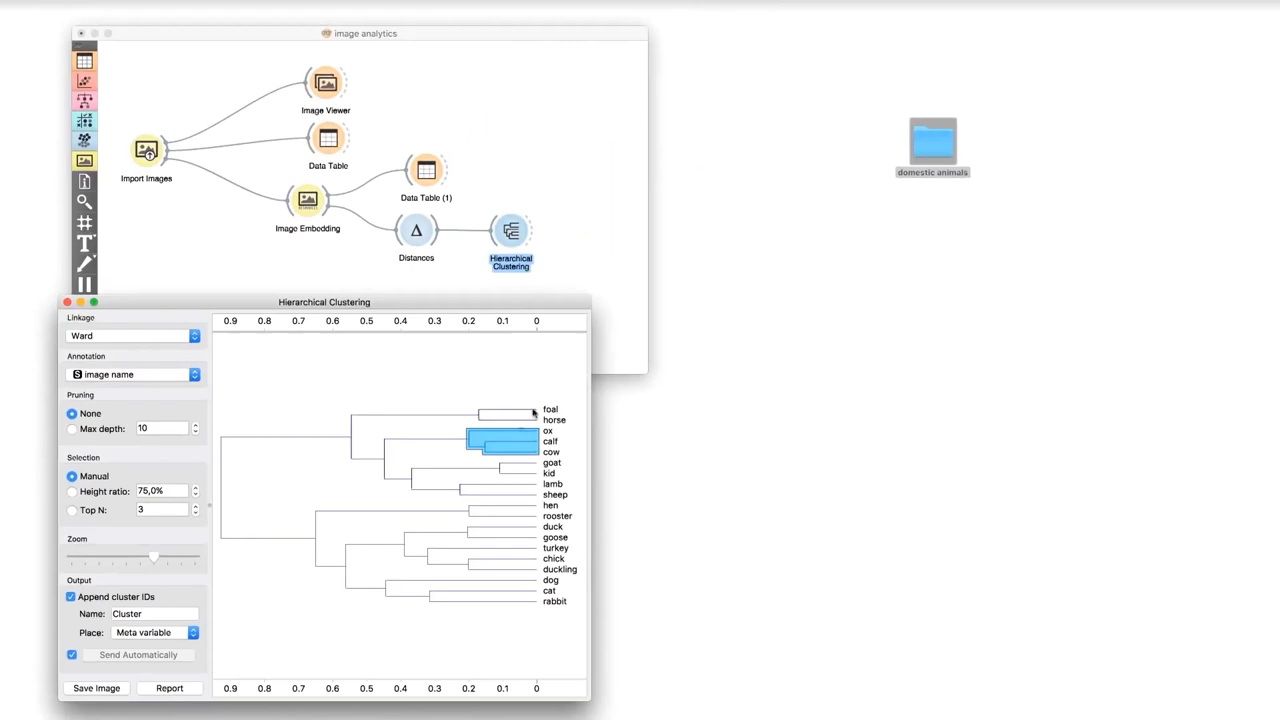 image analytics
Image Viewer
Import Images
Data Table
Data Table (1)
Image Embedding
Distances
Hierarchical
Clustering
domestic animals
Hierarchical Clustering
Linkage
Ward
Annotation
S image name
Pruning
None
Max depth: 10
Selection
Manual
Height ratio: 75,0%
Top N: 3
Zoom
Output
Append cluster IDs
Name: Cluster
Place: Meta variable
Send Automatically
Save Image Report
0.9 0.8 0.7 0.6 0.5 0.4 0.3 0.2 0.1 0
foal
horse
ox
calf
cow
goat
kid
lamb
sheep
hen
rooster
duck
goose
turkey
chick
duckling
dog
cat
rabbit
0.9 0.8 0.7 0.6 0.5 0.4 0.3 0.2 0.1 0